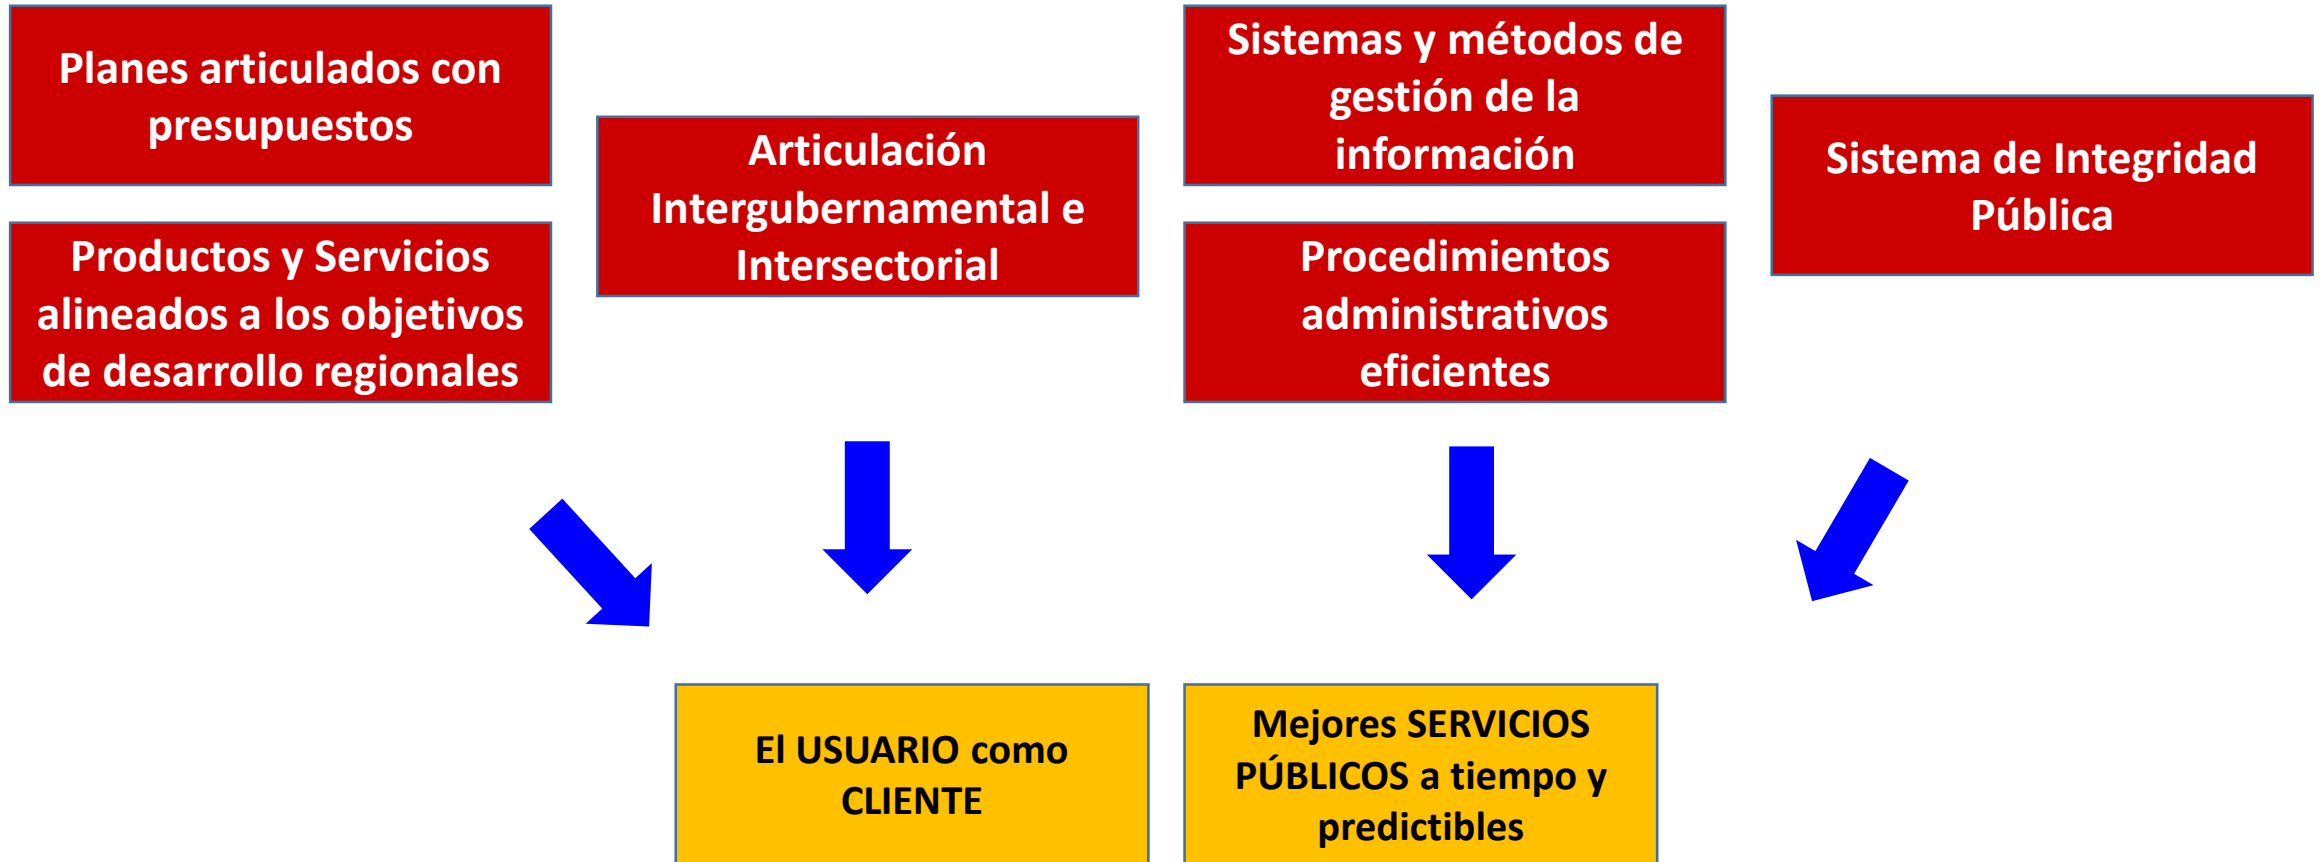 Planes articulados con
presupuestos
Productos y Servicios
alineados a los objetivos
de desarrollo regionales
Articulación
Intergubernamental e
Intersectorial
Sistemas y métodos de
gestión de la
información
Procedimientos
administrativos
eficientes
Sistema de Integridad
Pública
El USUARIO como
CLIENTE
Mejores SERVICIOS
PÚBLICOS a tiempo y
predictibles